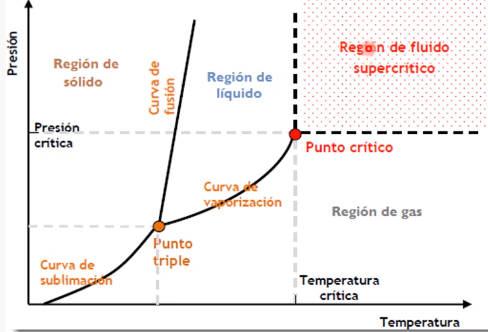 Presión
Región de
sólido
Curva de
fusión
Región de
líquido
Región de fluido
supercrítico
Presión
crítica
Punto crítico
Curva de
vaporización
Región de gas
Punto
triple
Curva de
sublimación
Temperatura
crítica
Temperatura